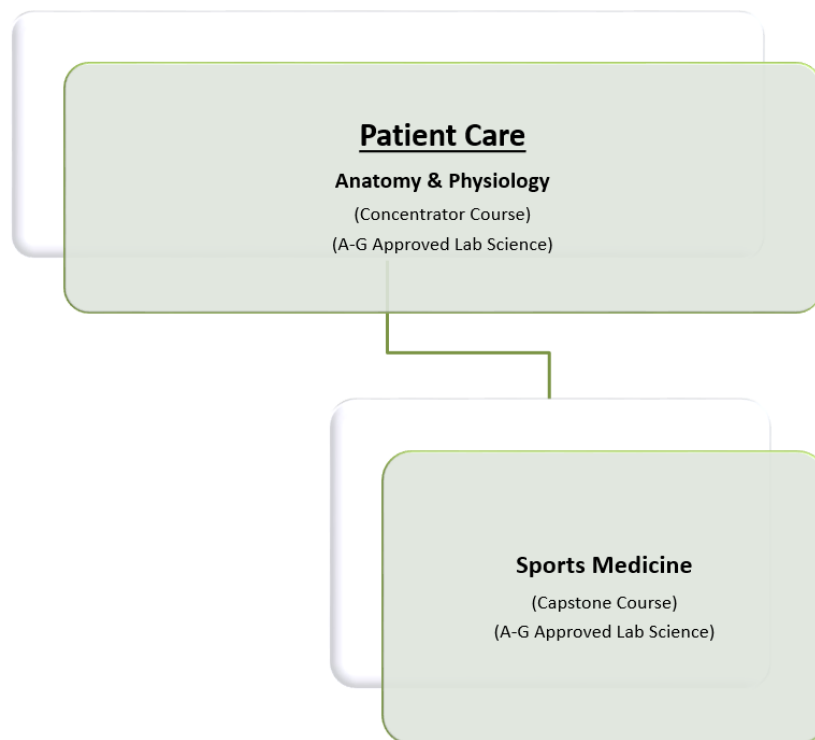 Patient Care
Anatomy & Physiology
(Concentrator Course)
(A-G Approved Lab Science)
Sports Medicine
(Capstone Course)
(A-G Approved Lab Science)